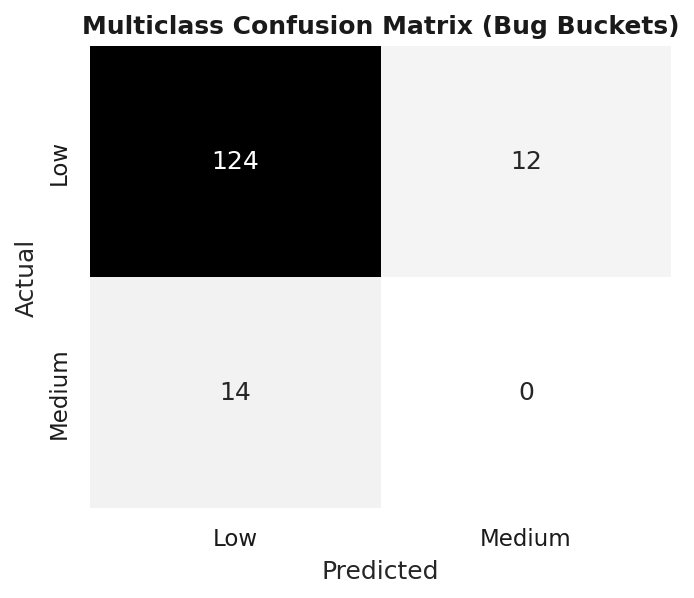 Multiclass Confusion Matrix (Bug Buckets)
Actual
Low
124
12
Medium
14
0
Low
Medium
Predicted